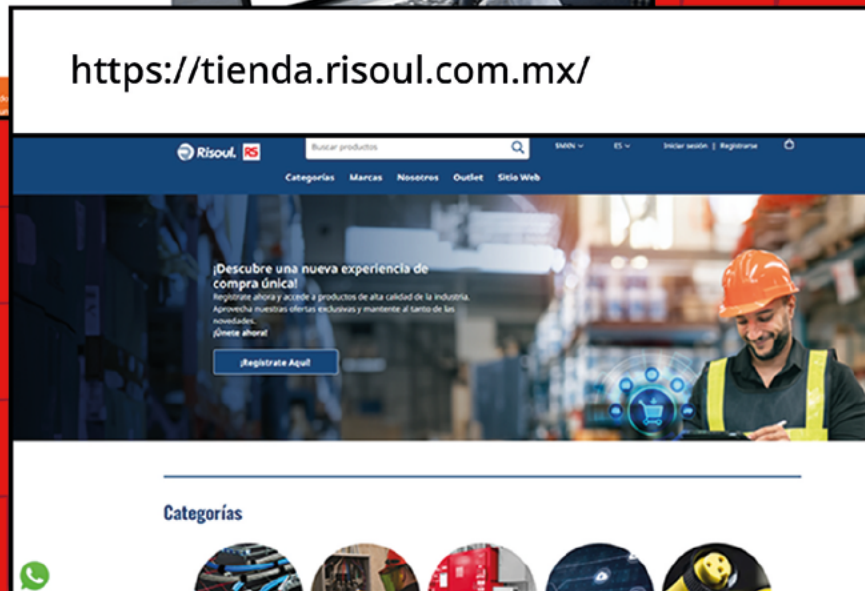 https://tienda.risoul.com.mx/
Risoul. RS
Buscar productos
$MXN
ES
Iniciar sesión | Registrarse
Categorías Marcas Nosotros Outlet Sitio Web
¡Descubre una nueva experiencia de
compra única!
Regístrate ahora y accede a productos de alta calidad de la industria.
Aprovecha nuestras ofertas exclusivas y mantente al tanto de las
novedades.
¡Únete ahora!
¡Regístrate Aquí!
Categorías